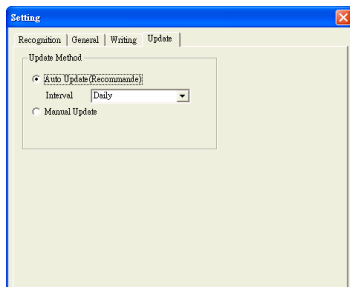 Setting
Recognition General Writing Update
Update Method
Auto Update(Recommande)
Interval Daily
Manual Update